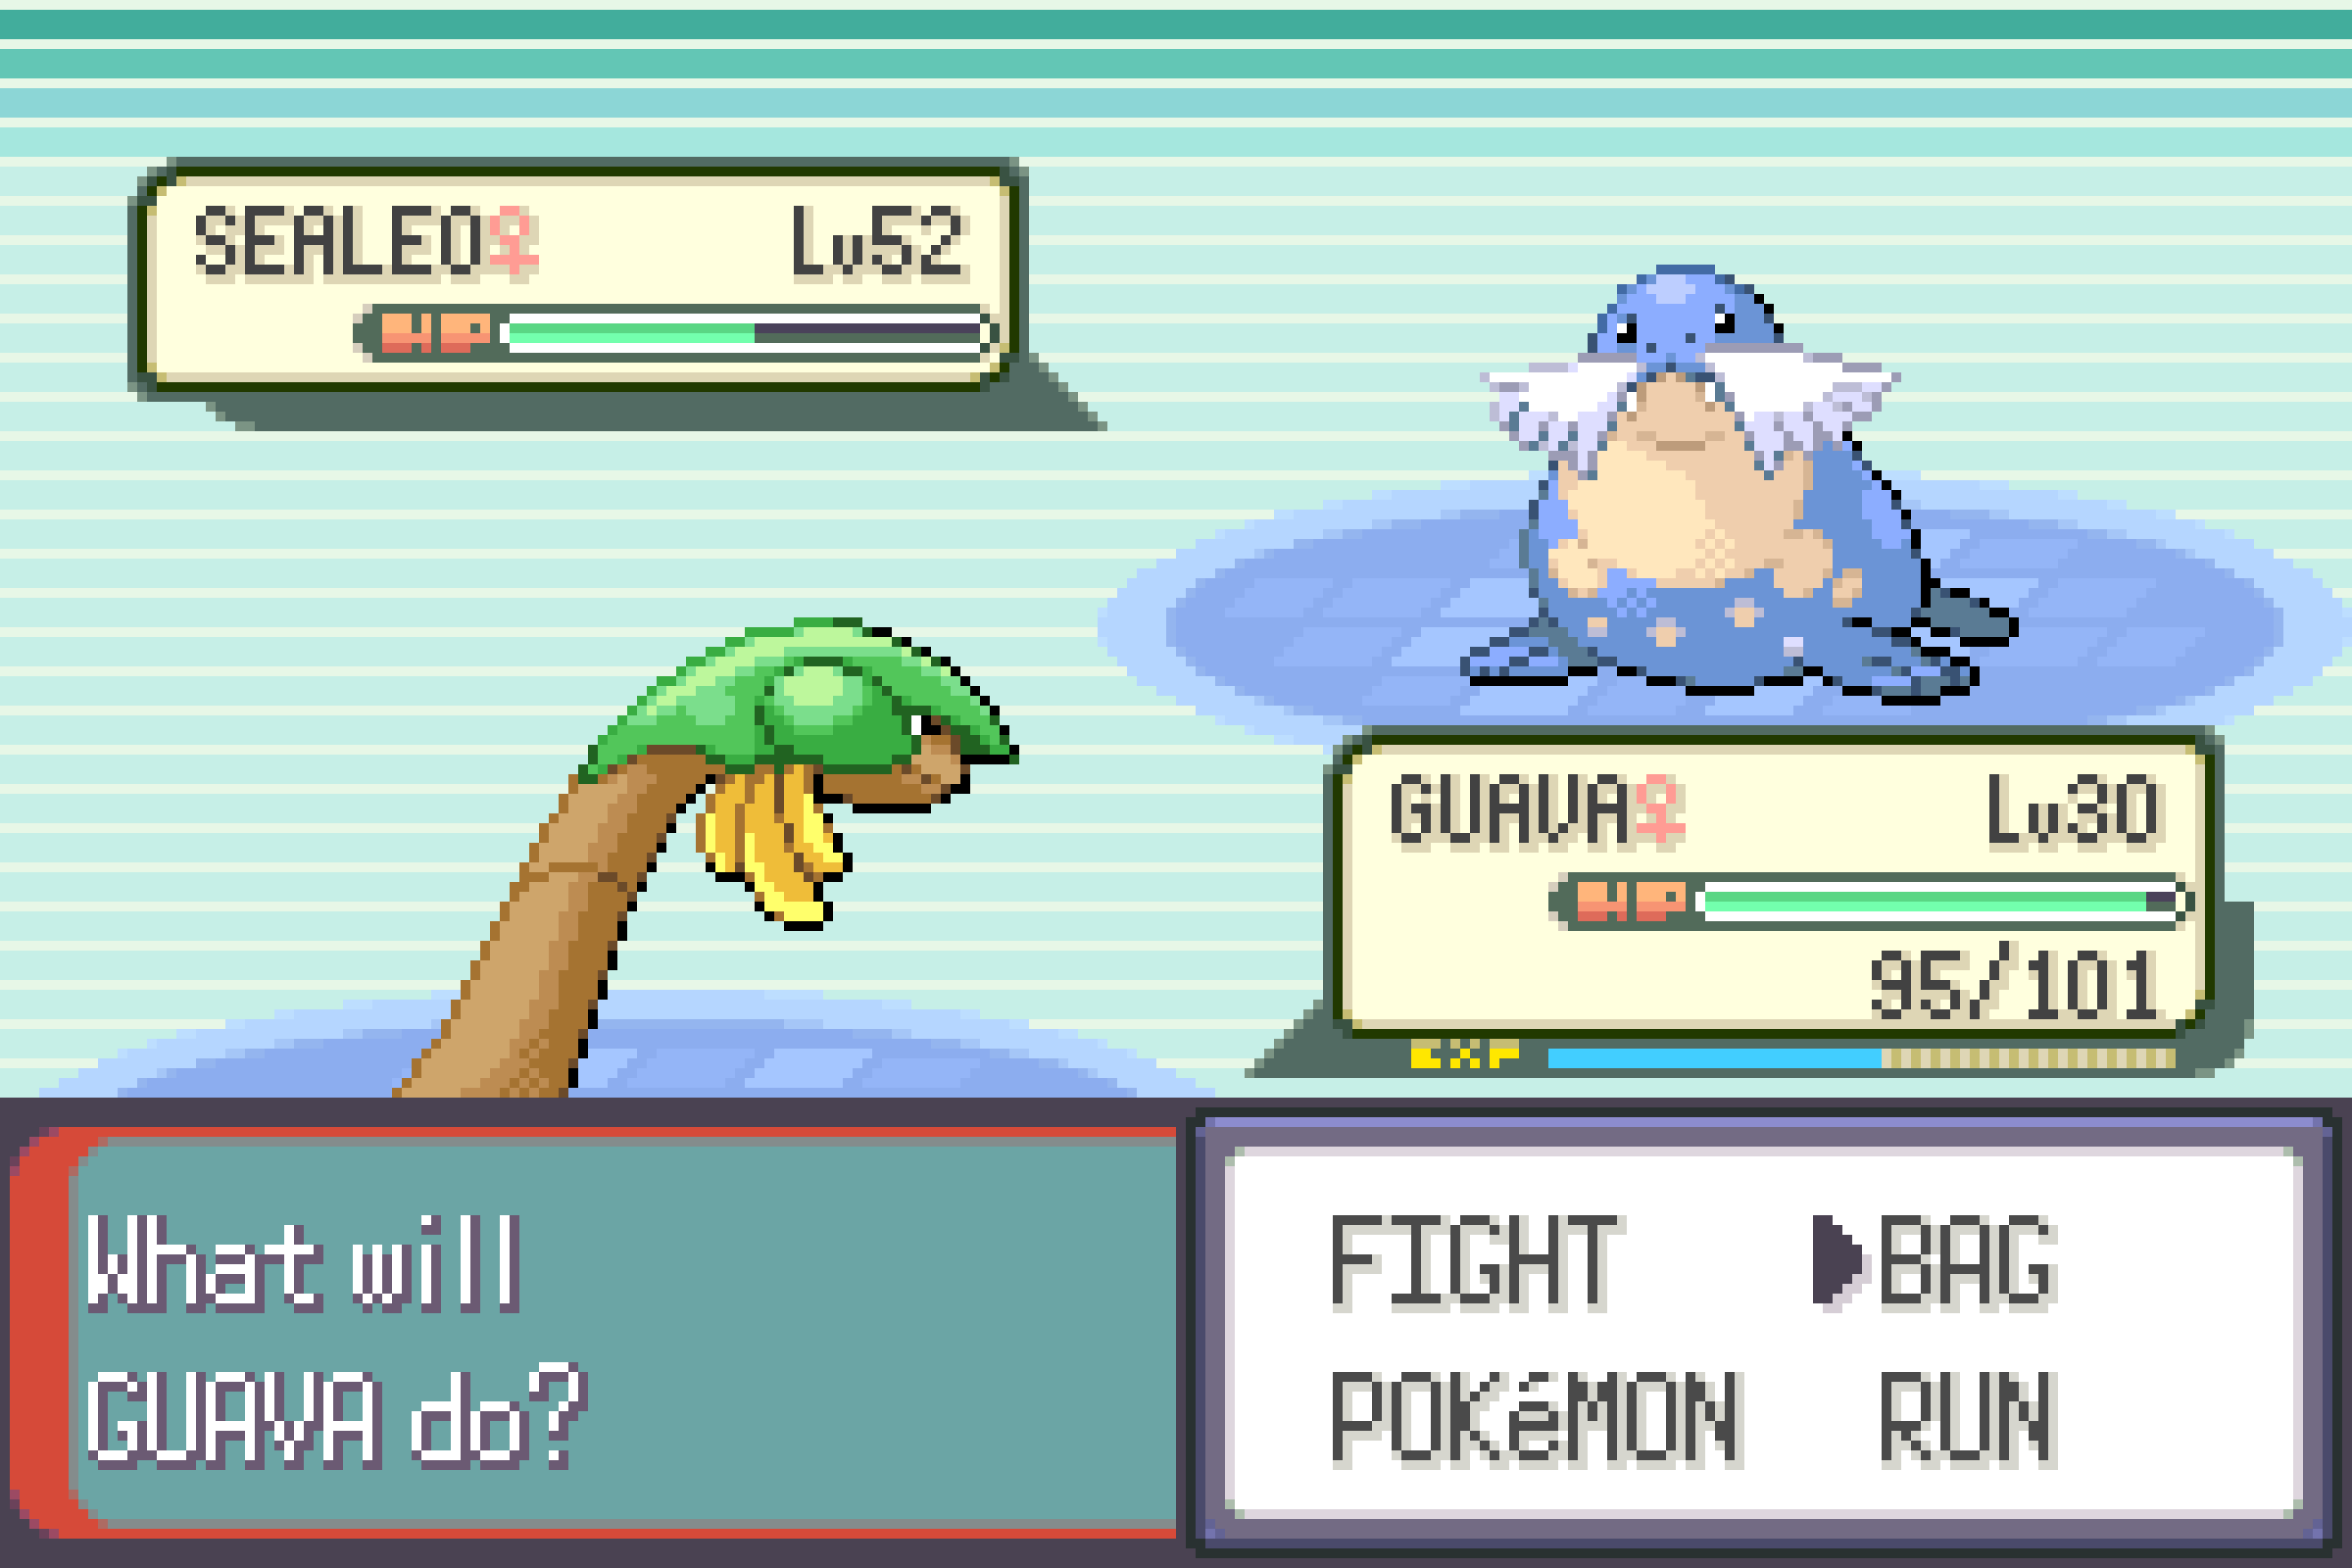 SEALEO♀ Lv52
HP
GUAVA♀ Lv30
HP
95/101
EXP
What will
GUAVA do?
FIGHT ▶BAG
POKéMON RUN